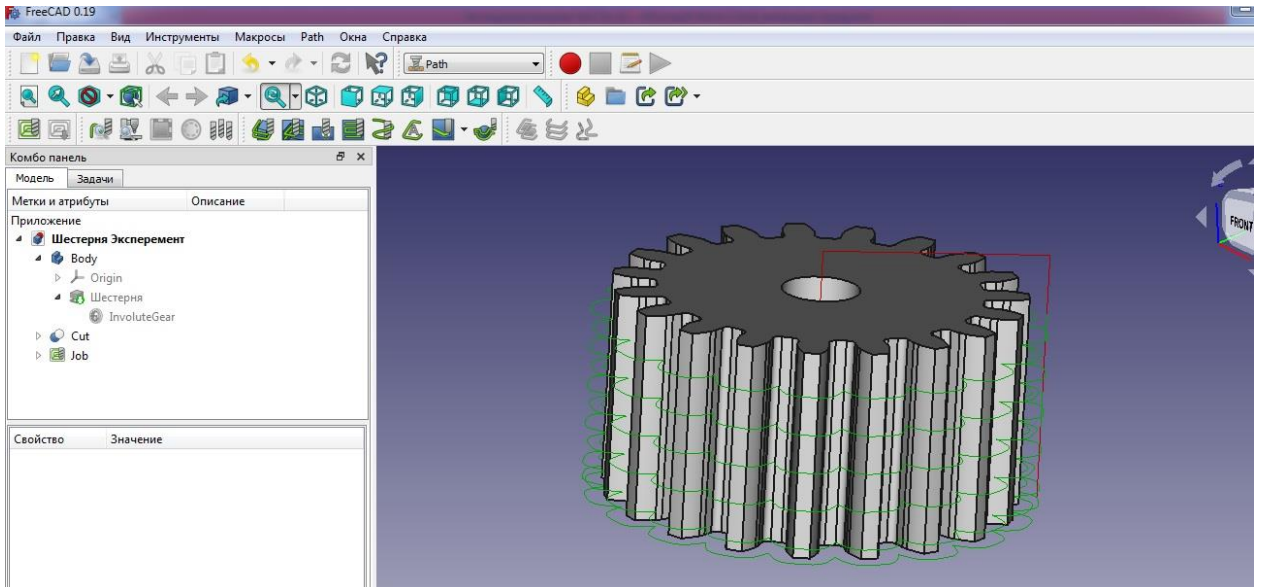 FreeCAD 0.19
Файл Правка Вид Инструменты Макросы Path Окна Справка
Path
Комбо панель
Модель Задачи
Метки и атрибуты Описание
Приложение
Шестерня Эксперемент
Body
Origin
Шестерня
InvoluteGear
Cut
Job
Свойство Значение
FRONT